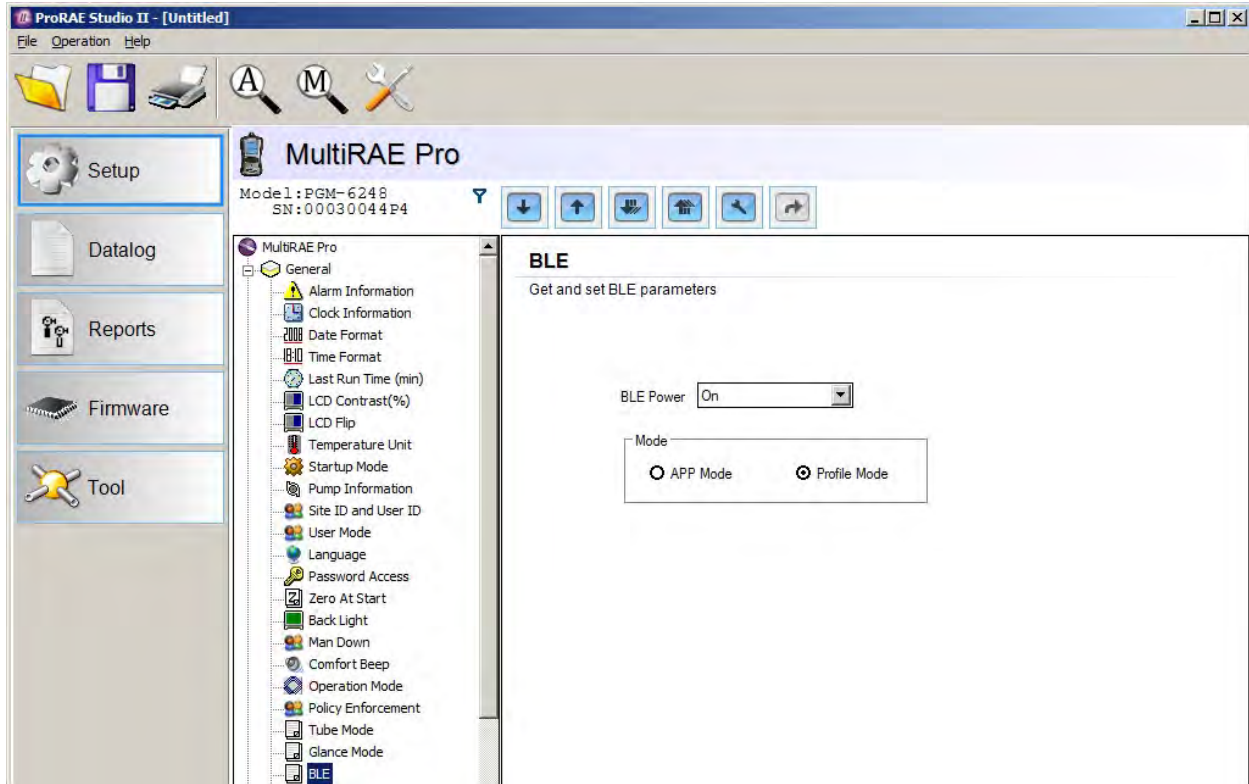 ProRAE Studio II - [Untitled]
File Operation Help
A M
Setup
Datalog
Reports
Firmware
Tool
MultiRAE Pro
Model:PGM-6248
SN:00030044P4
MultiRAE Pro
General
Alarm Information
Clock Information
Date Format
Time Format
Last Run Time (min)
LCD Contrast(%)
LCD Flip
Temperature Unit
Startup Mode
Pump Information
Site ID and User ID
User Mode
Language
Password Access
Zero At Start
Back Light
Man Down
Comfort Beep
Operation Mode
Policy Enforcement
Tube Mode
Glance Mode
BLE
BLE
Get and set BLE parameters
BLE Power On
Mode
APP Mode Profile Mode